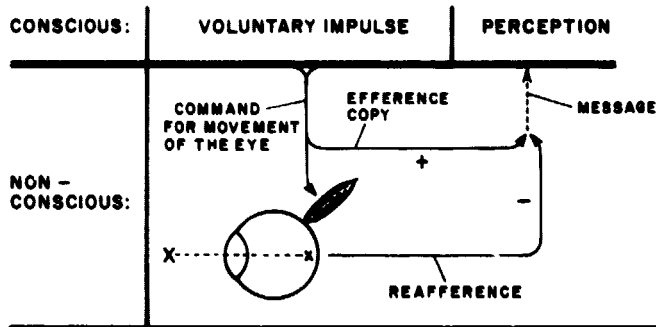 CONSCIOUS: VOLUNTARY IMPULSE PERCEPTION
COMMAND
FOR MOVEMENT
OF THE EYE
EFFERENCE
COPY
MESSAGE
+
NON-
CONSCIOUS:
-
X x
REAFFERENCE